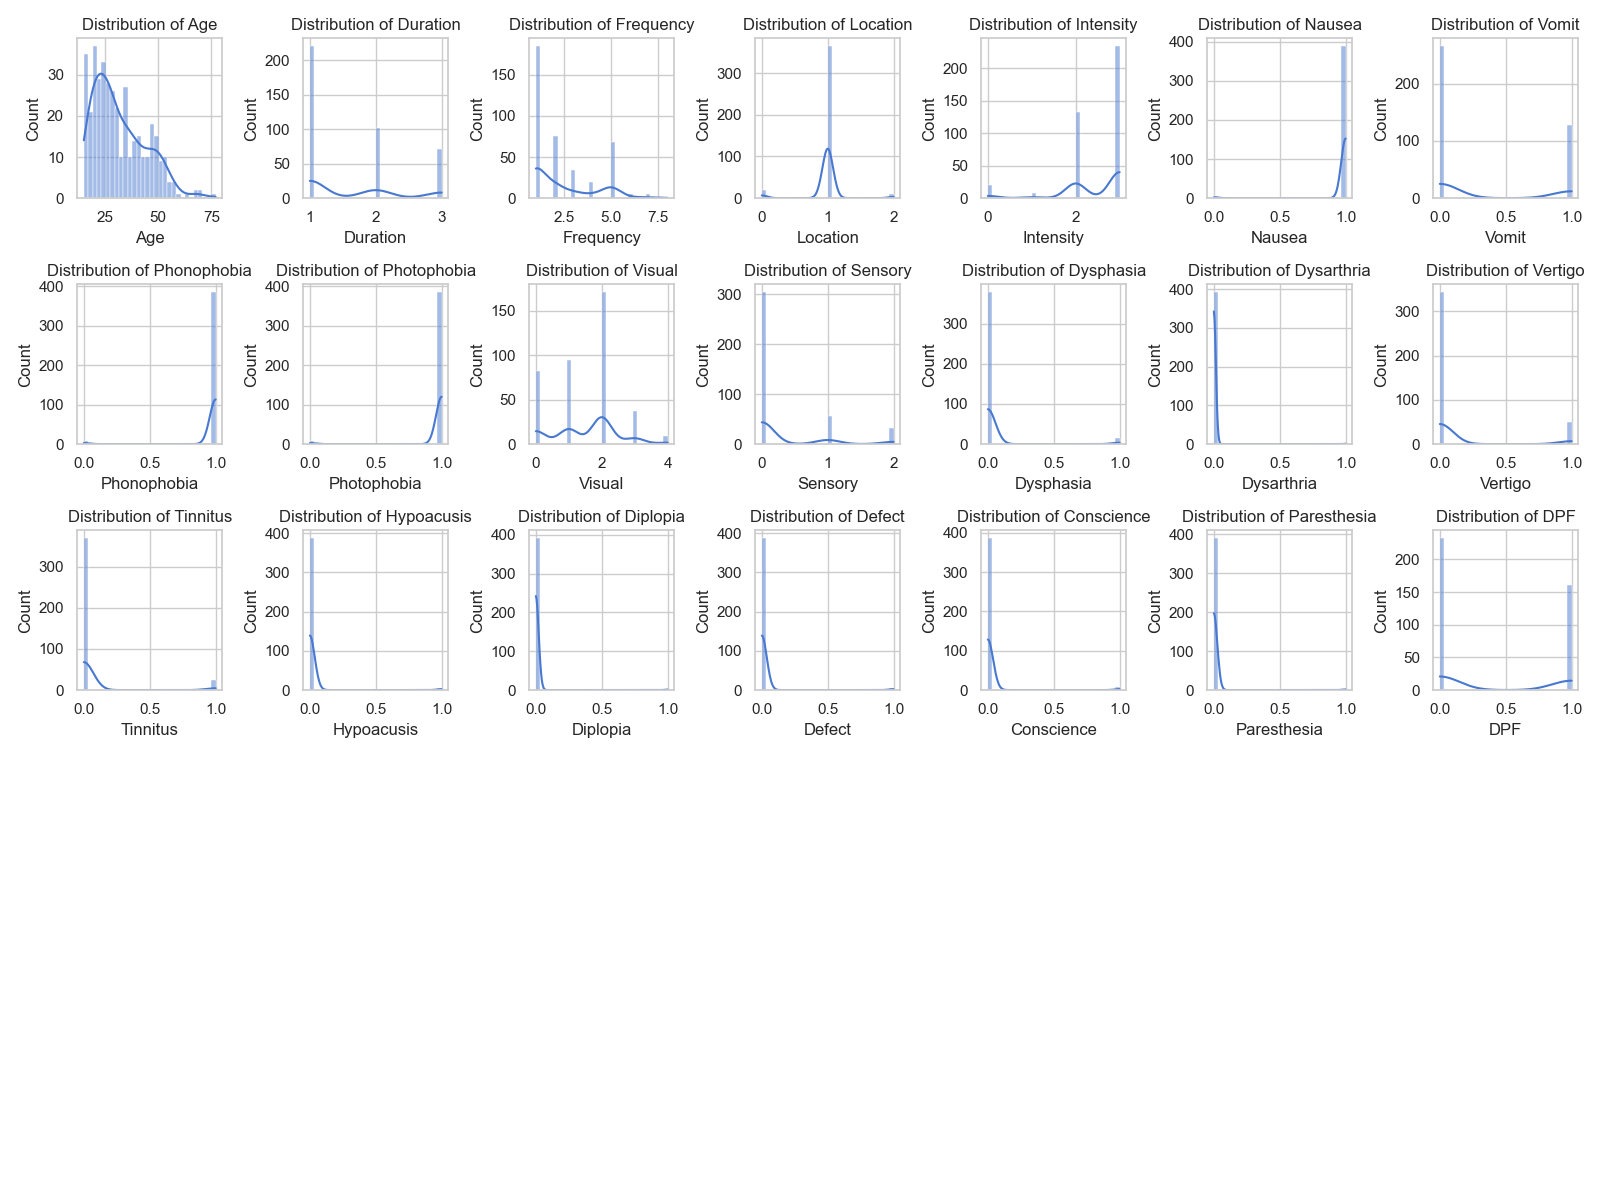 Distribution of Age
Count
30
20
10
0
25
50
75
Age
Distribution of Duration
Count
200
150
100
50
0
1
2
3
Duration
Distribution of Frequency
Count
150
100
50
0
2.5
5.0
7.5
Frequency
Distribution of Location
Count
300
200
100
0
0
1
2
Location
Distribution of Intensity
Count
200
150
100
50
0
0
2
Intensity
Distribution of Nausea
Count
400
300
200
100
0
0.0
0.5
1.0
Nausea
Distribution of Vomit
Count
200
100
0
0.0
0.5
1.0
Vomit
Distribution of Phonophobia
Count
400
300
200
100
0
0.0
0.5
1.0
Phonophobia
Distribution of Photophobia
Count
400
300
200
100
0
0.0
0.5
1.0
Photophobia
Distribution of Visual
Count
150
100
50
0
0
2
4
Visual
Distribution of Sensory
Count
300
200
100
0
0
1
2
Sensory
Distribution of Dysphasia
Count
300
200
100
0
0.0
0.5
1.0
Dysphasia
Distribution of Dysarthria
Count
400
300
200
100
0
0.0
0.5
1.0
Dysarthria
Distribution of Vertigo
Count
300
200
100
0
0.0
0.5
1.0
Vertigo
Distribution of Tinnitus
Count
300
200
100
0
0.0
0.5
1.0
Tinnitus
Distribution of Hypoacusis
Count
400
300
200
100
0
0.0
0.5
1.0
Hypoacusis
Distribution of Diplopia
Count
400
300
200
100
0
0.0
0.5
1.0
Diplopia
Distribution of Defect
Count
400
300
200
100
0
0.0
0.5
1.0
Defect
Distribution of Conscience
Count
400
300
200
100
0
0.0
0.5
1.0
Conscience
Distribution of Paresthesia
Count
400
300
200
100
0
0.0
0.5
1.0
Paresthesia
Distribution of DPF
Count
200
150
100
50
0
0.0
0.5
1.0
DPF